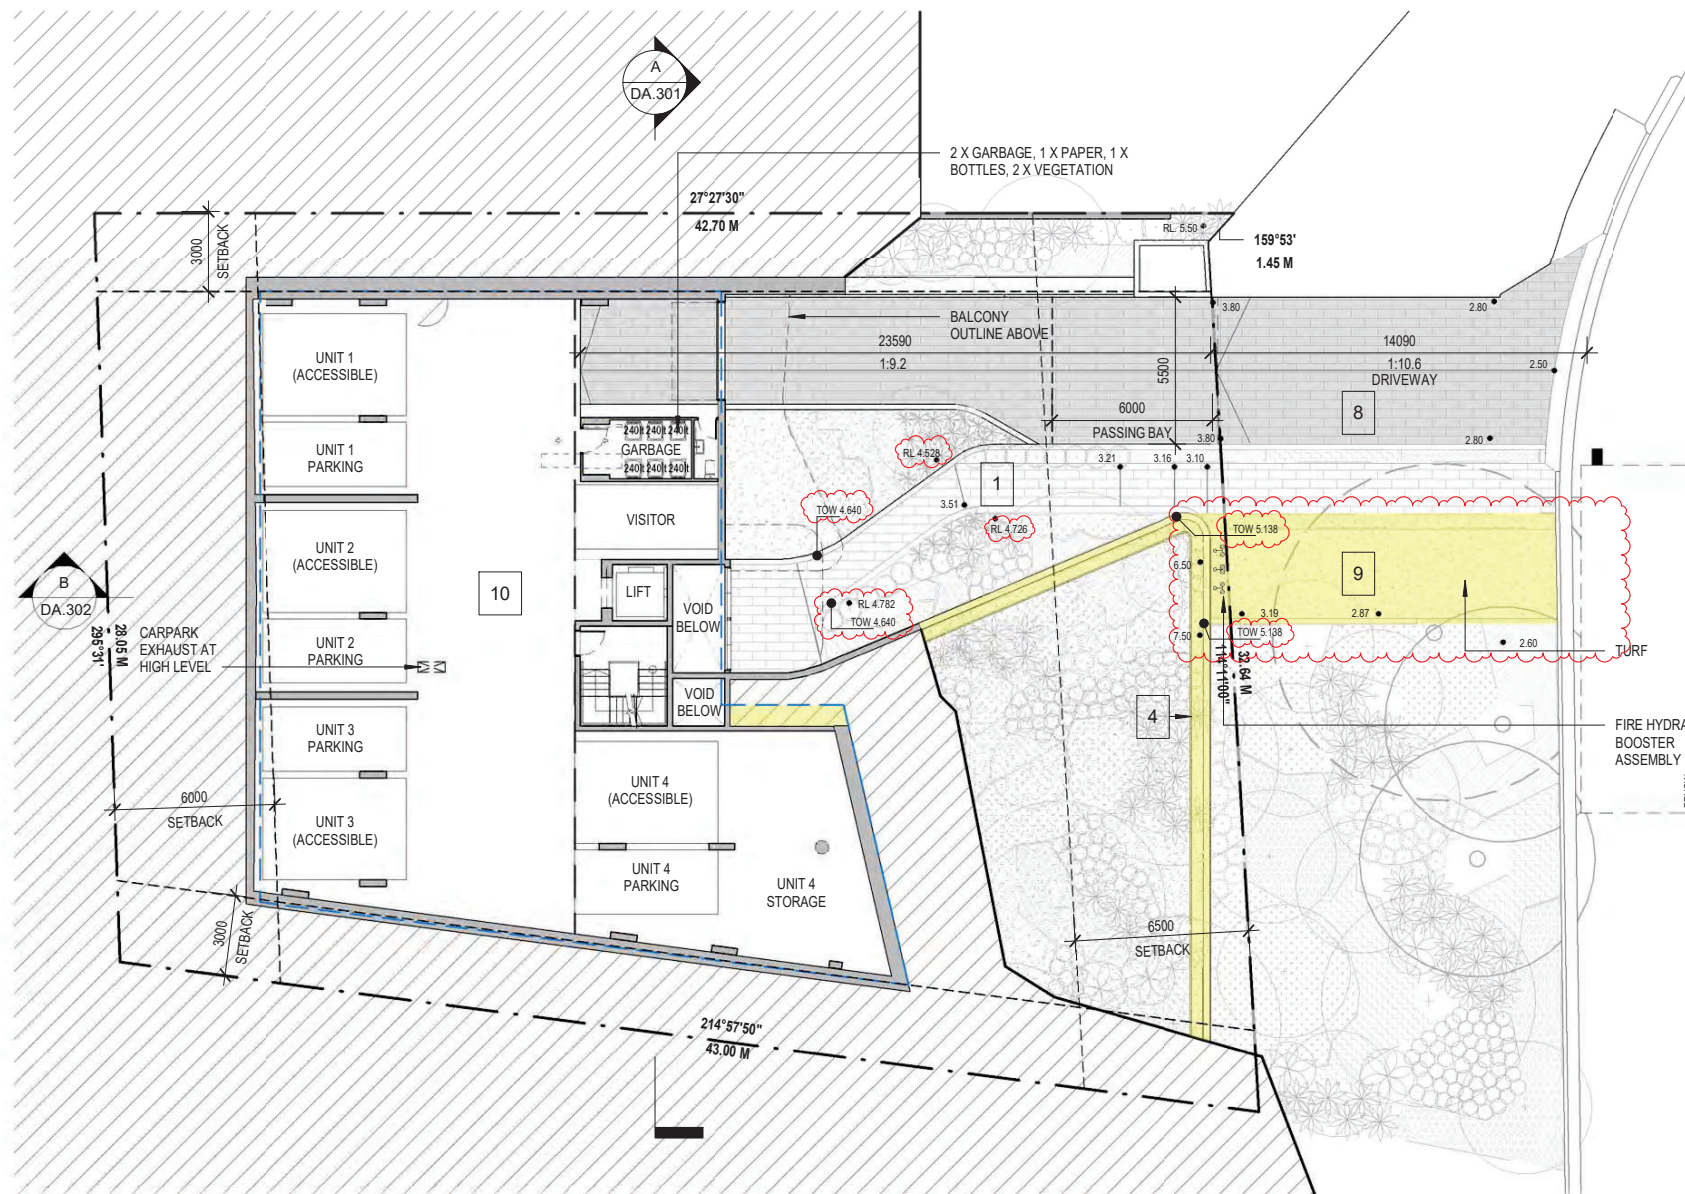 A
DA.301
2 X GARBAGE, 1 X PAPER, 1 X
BOTTLES, 2 X VEGETATION
27°27'30"
42.70 M
3000
SETBACK
RL. 5.50
159°53'
1.45 M
BALCONY
OUTLINE ABOVE
3.80
2.80
23590
1:9.2
14090
1:10.6
DRIVEWAY
2.50
5500
UNIT 1
(ACCESSIBLE)
6000
PASSING BAY
8
3.80
2.80
UNIT 1
PARKING
240lt
240lt
240lt
GARBAGE
240lt
240lt
240lt
RL 4.528
3.21
3.16
3.10
1
3.51
VISITOR
TOW 4.640
RL 4.726
TOW 5.138
UNIT 2
(ACCESSIBLE)
6.50
9
B
DA.302
10
LIFT
VOID
BELOW
RL 4.782
TOW 4.640
3.19
2.87
28.05 M
295°31'
CARPARK
EXHAUST AT
HIGH LEVEL
UNIT 2
PARKING
7.50
TOW 5.138
2.60
TURF
32.64 M
114°11'00"
VOID
BELOW
UNIT 3
PARKING
4
FIRE HYDRA
BOOSTER
ASSEMBLY
6000
SETBACK
UNIT 3
(ACCESSIBLE)
UNIT 4
(ACCESSIBLE)
UNIT 4
PARKING
UNIT 4
STORAGE
3000
SETBACK
6500
SETBACK
214°57'50"
43.00 M